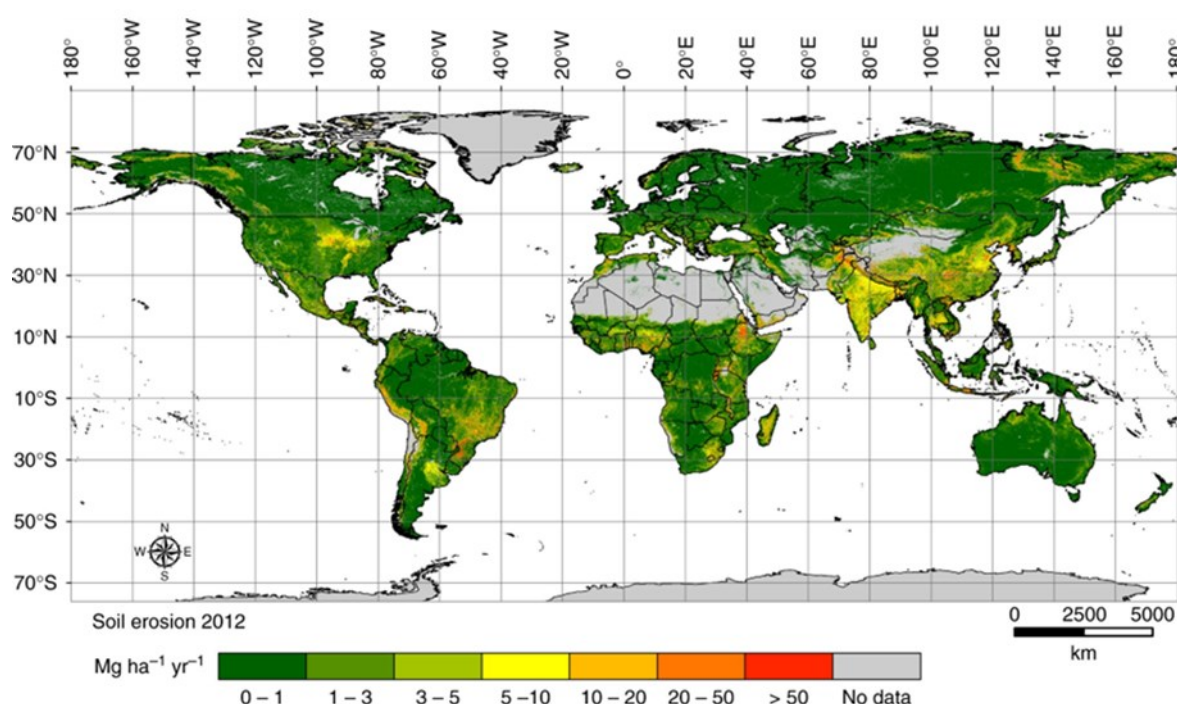 180° 160°W 140°W 120°W 100°W 80°W 60°W 40°W 20°W 0° 20°E 40°E 60°E 80°E 100°E 120°E 140°E 160°E 180°
70°N
50°N
30°N
10°N
10°S
30°S
50°S
70°S
N
W E
S
Soil erosion 2012
0 2500 5000
km
Mg ha⁻¹ yr⁻¹
0 – 1 1 – 3 3 – 5 5 – 10 10 – 20 20 – 50 > 50 No data